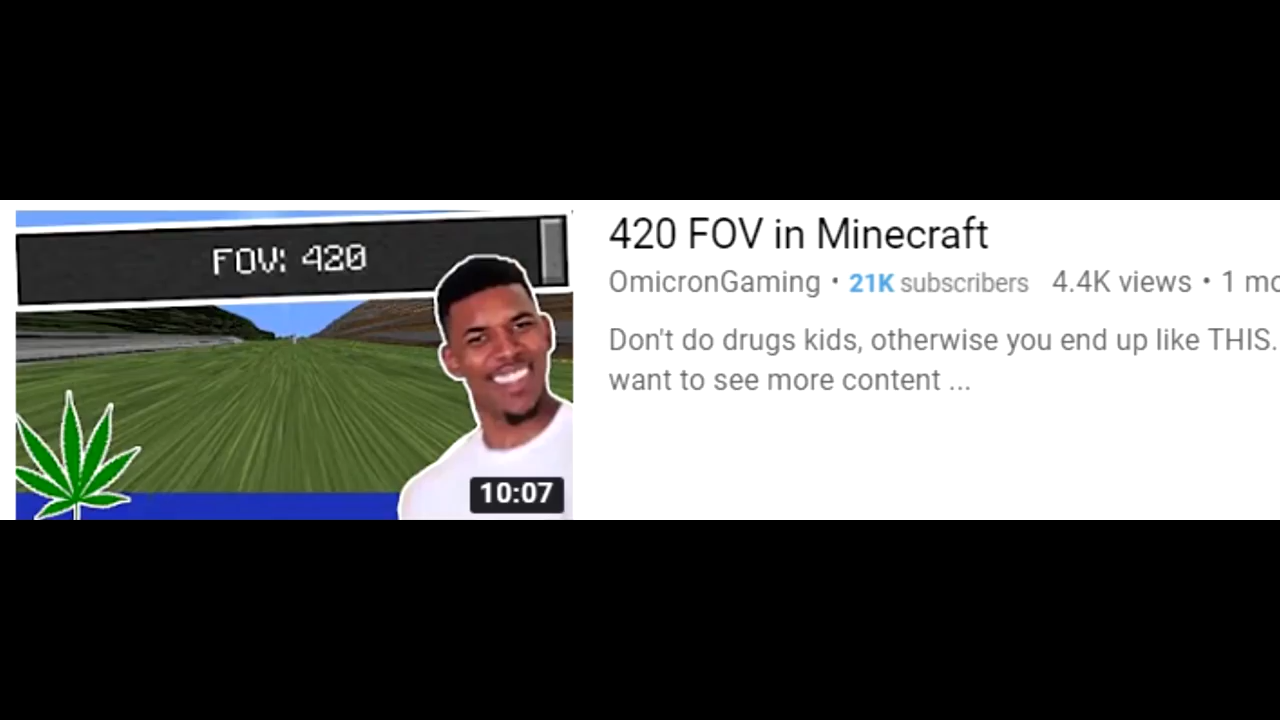 FOV: 420
10:07
420 FOV in Minecraft
OmicronGaming • 21K subscribers 4.4K views • 1 mo
Don't do drugs kids, otherwise you end up like THIS.
want to see more content ...